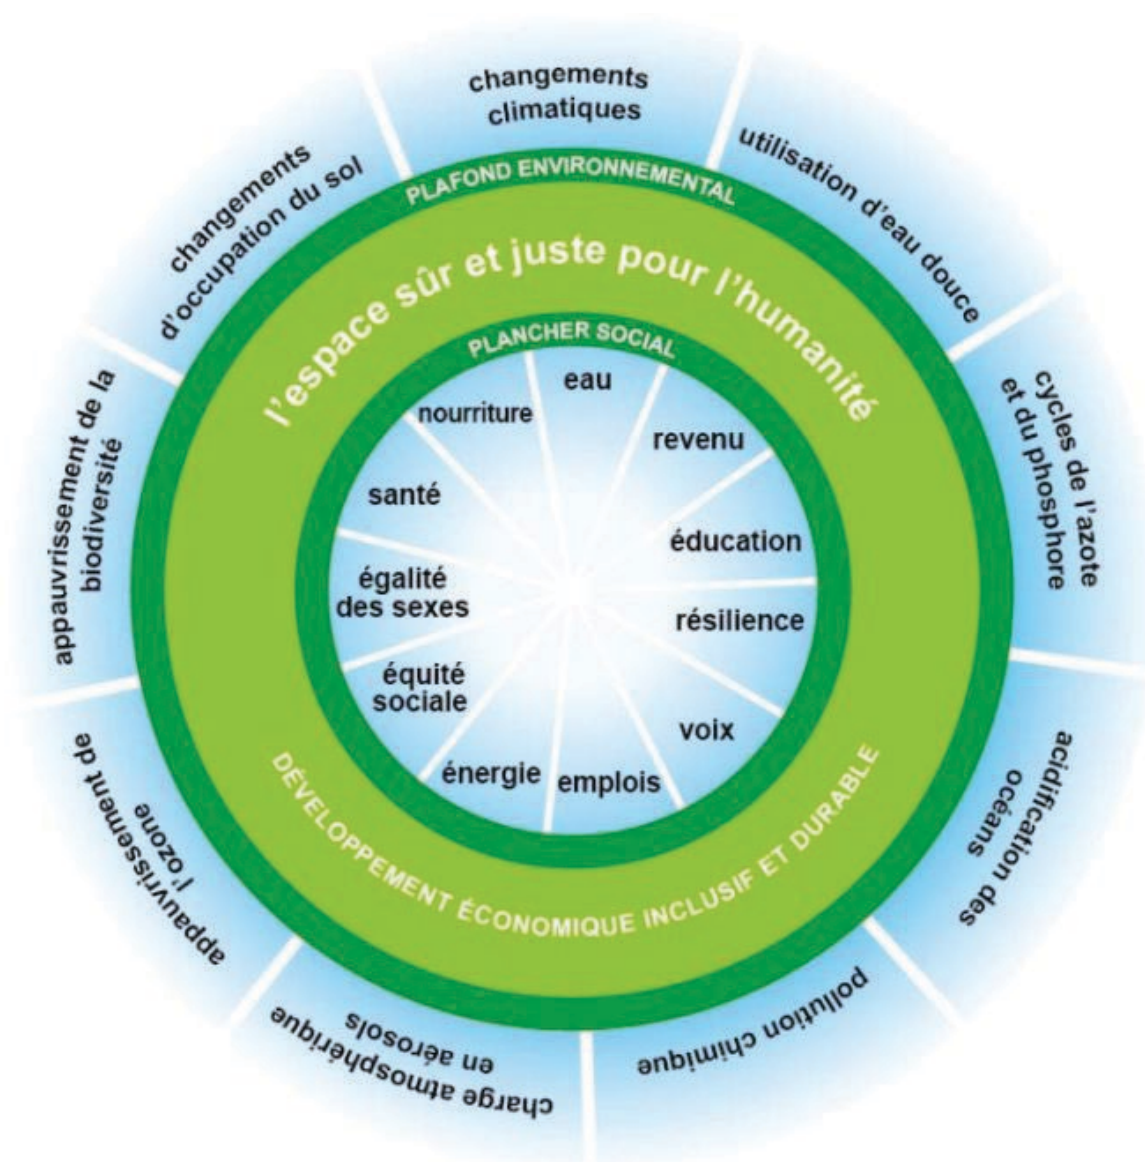 changements
climatiques
utilisation d'eau douce
cycles de l'azote
et du phosphore
acidification des
océans
pollution chimique
charge atmosphérique
en aérosols
appauvrissement de
l'ozone
appauvrissement de la
biodiversité
changements
d'occupation du sol
PLAFOND ENVIRONNEMENTAL
l'espace sûr et juste pour l'humanité
PLANCHER SOCIAL
eau
revenu
éducation
résilience
voix
emplois
énergie
équité
sociale
égalité
des sexes
santé
nourriture
DÉVELOPPEMENT ÉCONOMIQUE INCLUSIF ET DURABLE